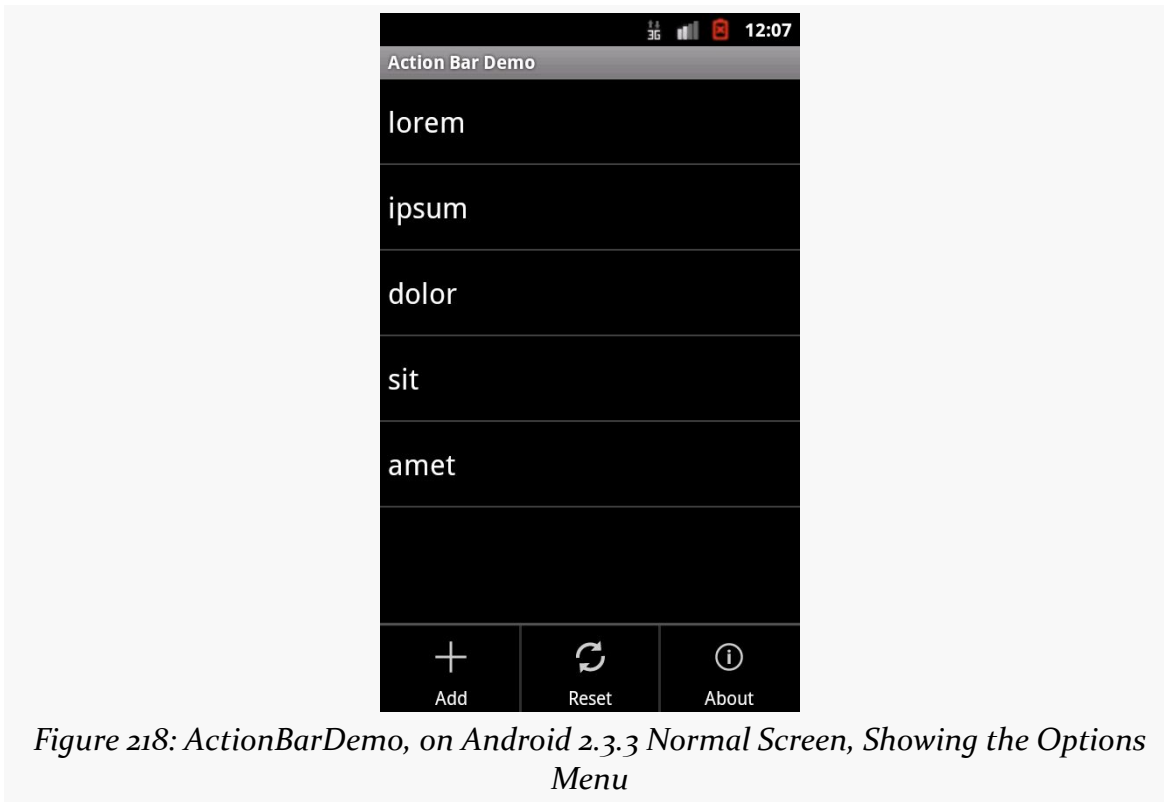 3G 12:07
Action Bar Demo
lorem
ipsum
dolor
sit
amet
Add Reset About
Figure 218: ActionBarDemo, on Android 2.3.3 Normal Screen, Showing the Options
Menu